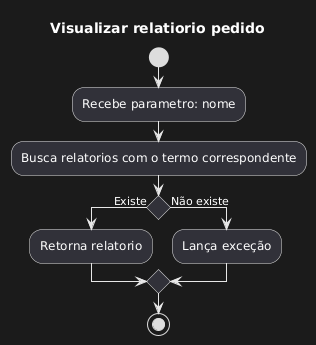 Visualizar relatiorio pedido
Recebe parametro: nome
Busca relatorios com o termo correspondente
Existe
Não existe
Retorna relatorio
Lança exceção